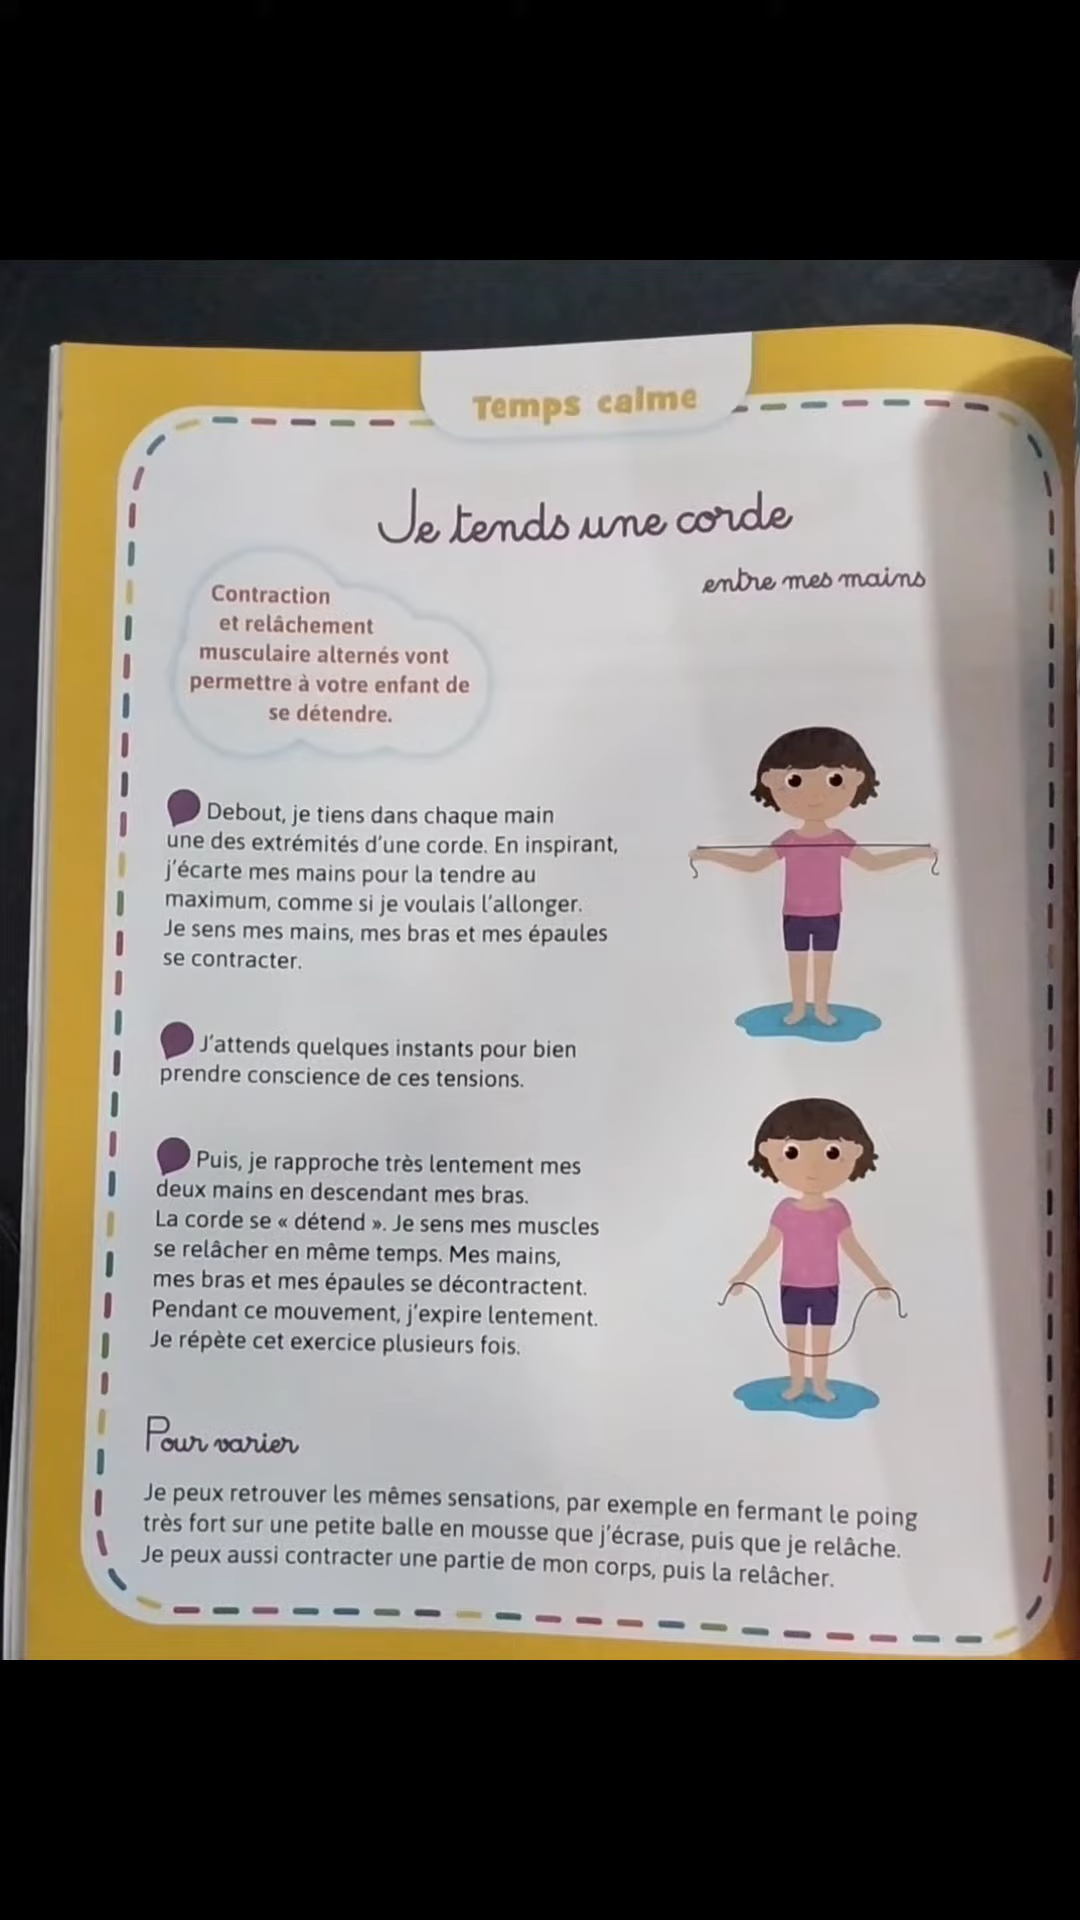 Temps calme
Je tends une corde
entre mes mains
Contraction
et relâchement
musculaire alternés vont
permettre à votre enfant de
se détendre.
Debout, je tiens dans chaque main
une des extrémités d'une corde. En inspirant,
j'écarte mes mains pour la tendre au
maximum, comme si je voulais l'allonger.
Je sens mes mains, mes bras et mes épaules
se contracter.
J'attends quelques instants pour bien
prendre conscience de ces tensions.
Puis, je rapproche très lentement mes
deux mains en descendant mes bras.
La corde se « détend ». Je sens mes muscles
se relâcher en même temps. Mes mains,
mes bras et mes épaules se décontractent.
Pendant ce mouvement, j'expire lentement.
Je répète cet exercice plusieurs fois.
Pour varier
Je peux retrouver les mêmes sensations, par exemple en fermant le poing
très fort sur une petite balle en mousse que j'écrase, puis que je relâche.
Je peux aussi contracter une partie de mon corps, puis la relâcher.